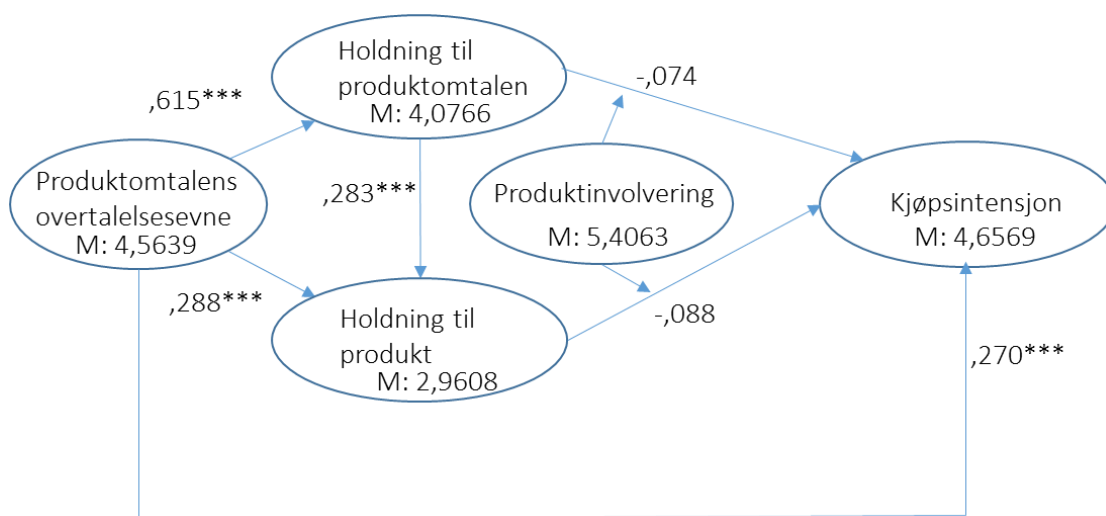 Holdning til
produktomtalen
M: 4,0766
-,074
,615***
Produktomtalens
overtalelsesevne
M: 4,5639
,283***
Produktinvolvering
M: 5,4063
Kjøpsintensjon
M: 4,6569
,288***
Holdning til
produkt
M: 2,9608
-,088
,270***